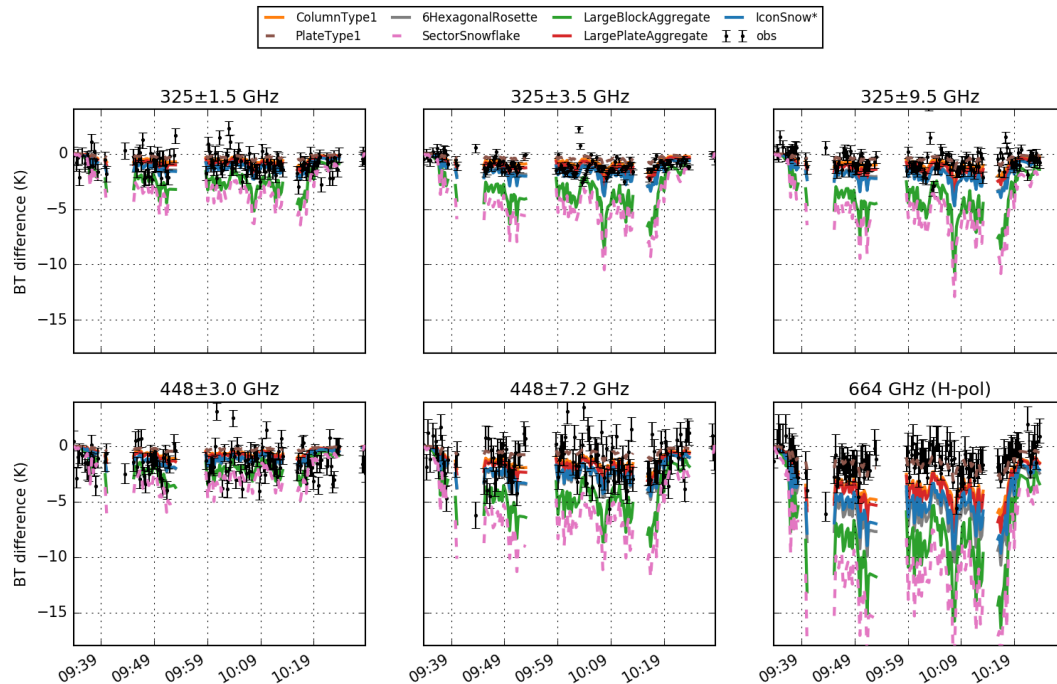 ColumnType1 6HexagonalRosette LargeBlockAggregate IconSnow*
PlateType1 SectorSnowflake LargePlateAggregate obs
325±1.5 GHz 325±3.5 GHz 325±9.5 GHz
0
−5
−10
−15
BT difference (K)
448±3.0 GHz 448±7.2 GHz 664 GHz (H-pol)
0
−5
−10
−15
BT difference (K)
09:39 09:49 09:59 10:09 10:19 09:39 09:49 09:59 10:09 10:19 09:39 09:49 09:59 10:09 10:19